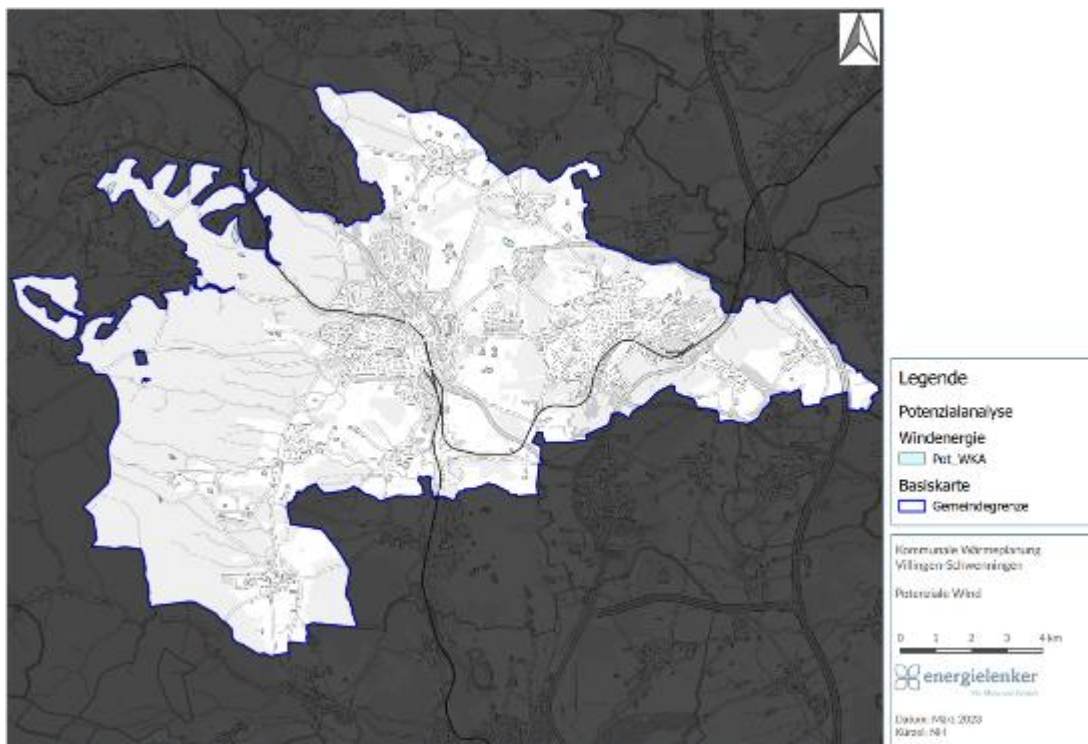 Legende
Potenzialanalyse
Windenergie
Pot_WKA
Basiskarte
Gemeindegrenze
Kommunale Wärmeplanung
Villingen-Schwenningen
Potenziale Wind
0 1 2 3 4 km
energielenker
Datum: März 2023
Kürzel: NH